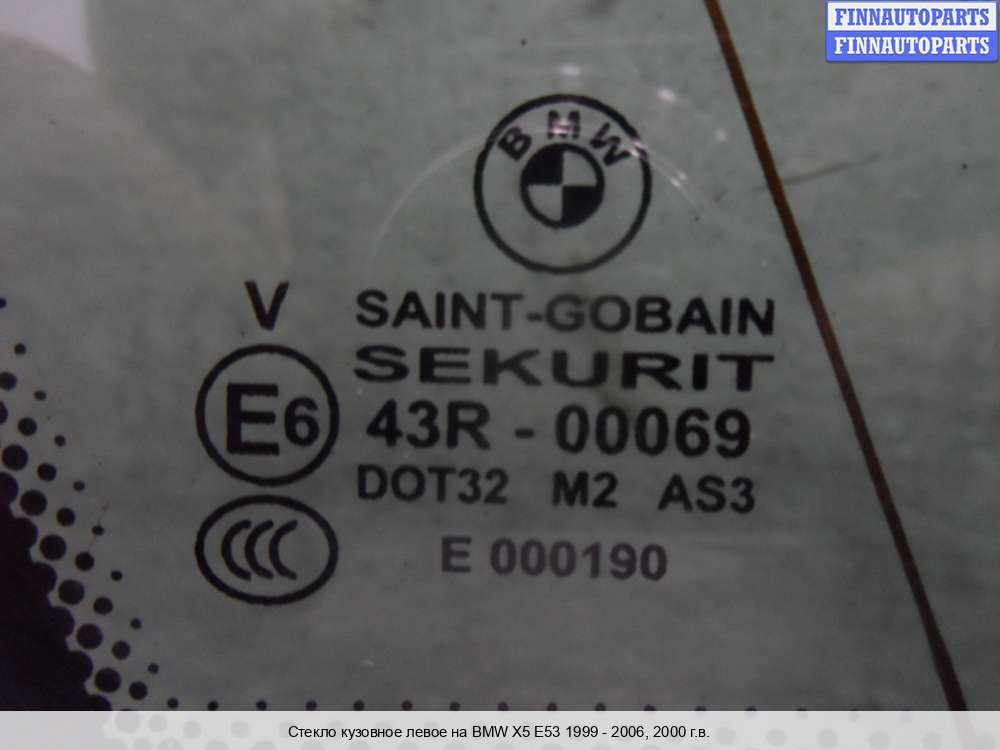 FINNAUTOPARTS
FINNAUTOPARTS
BMW
V SAINT-GOBAIN
SEKURIT
E6 43R - 00069
DOT32 M2 AS3
CCC E 000190
Стекло кузовное левое на BMW X5 E53 1999 - 2006, 2000 г.в.